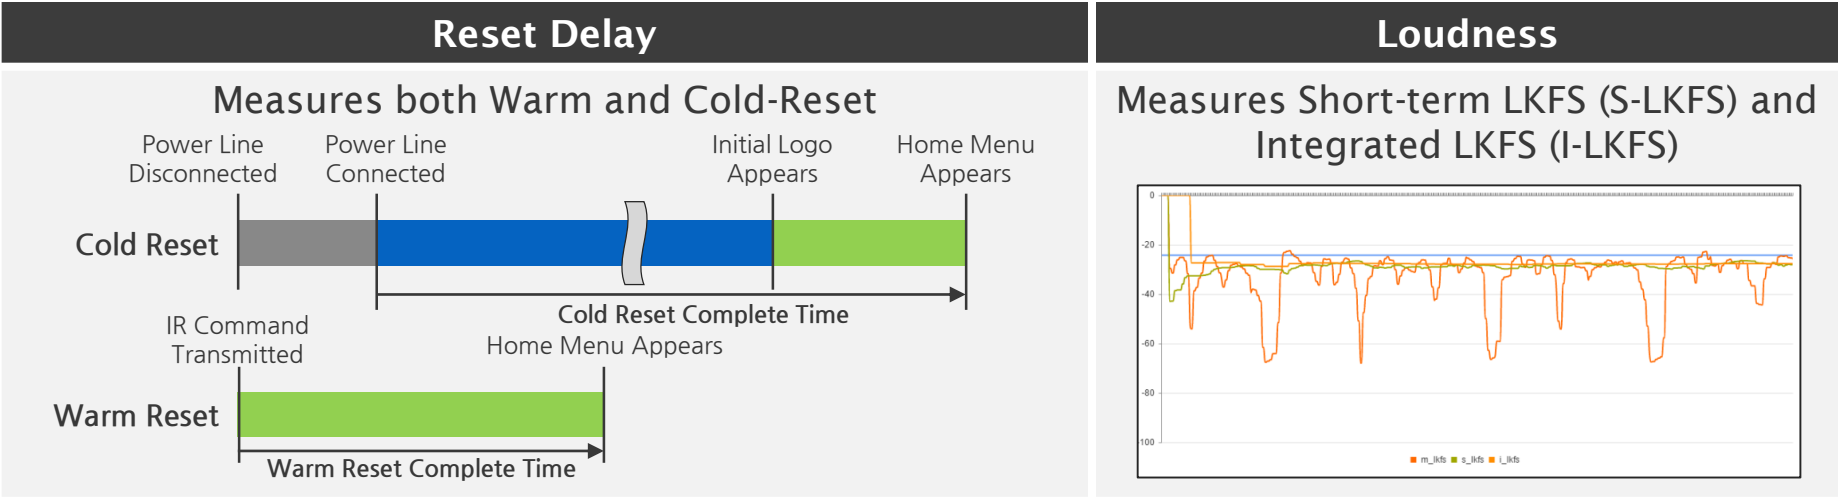 Reset Delay
Measures both Warm and Cold-Reset
Power Line
Disconnected
Power Line
Connected
Initial Logo
Appears
Home Menu
Appears
Cold Reset
Cold Reset Complete Time
IR Command
Transmitted
Home Menu Appears
Warm Reset
Warm Reset Complete Time
Loudness
Measures Short-term LKFS (S-LKFS) and
Integrated LKFS (I-LKFS)
0
-20
-40
-60
-80
-100
m_lkfs s_lkfs i_lkfs